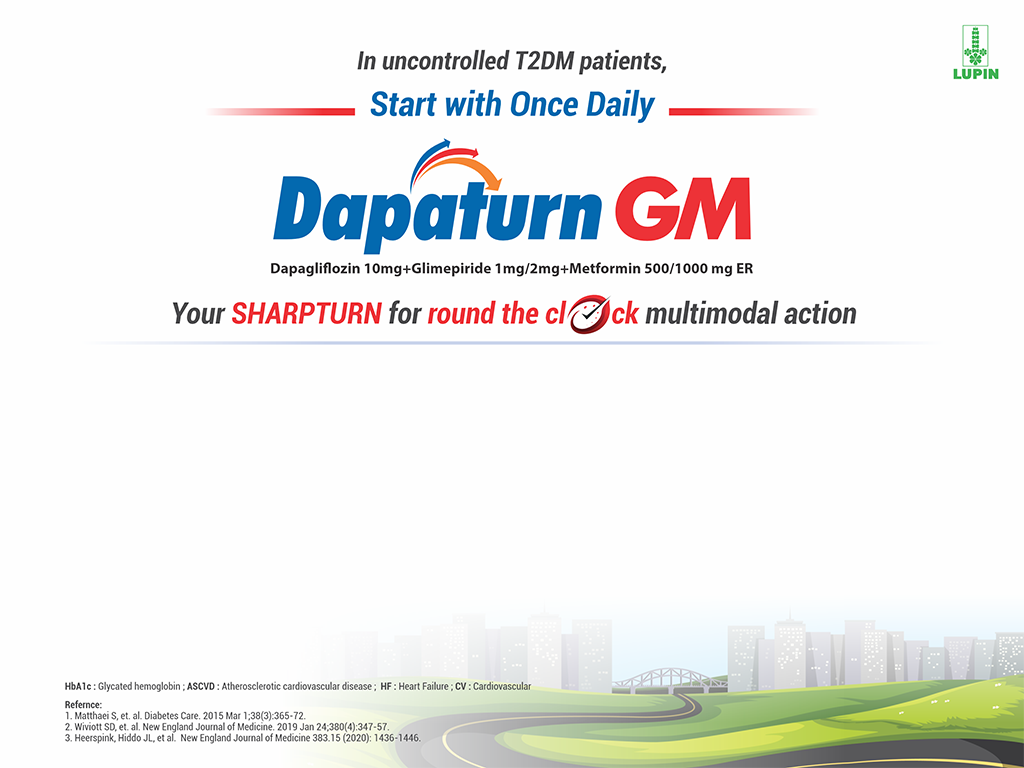 In uncontrolled T2DM patients,
LUPIN
Start with Once Daily
Dapaturn GM
Dapagliflozin 10mg+Glimepiride 1mg/2mg+Metformin 500/1000 mg ER
Your SHARPTURN for round the clock multimodal action
HbA1c : Glycated hemoglobin ; ASCVD : Atherosclerotic cardiovascular disease ; HF : Heart Failure ; CV : Cardiovascular
Refernce:
1. Matthaei S, et. al. Diabetes Care. 2015 Mar 1;38(3):365-72.
2. Wiviott SD, et. al. New England Journal of Medicine. 2019 Jan 24;380(4):347-57.
3. Heerspink, Hiddo JL, et al. New England Journal of Medicine 383.15 (2020): 1436-1446.